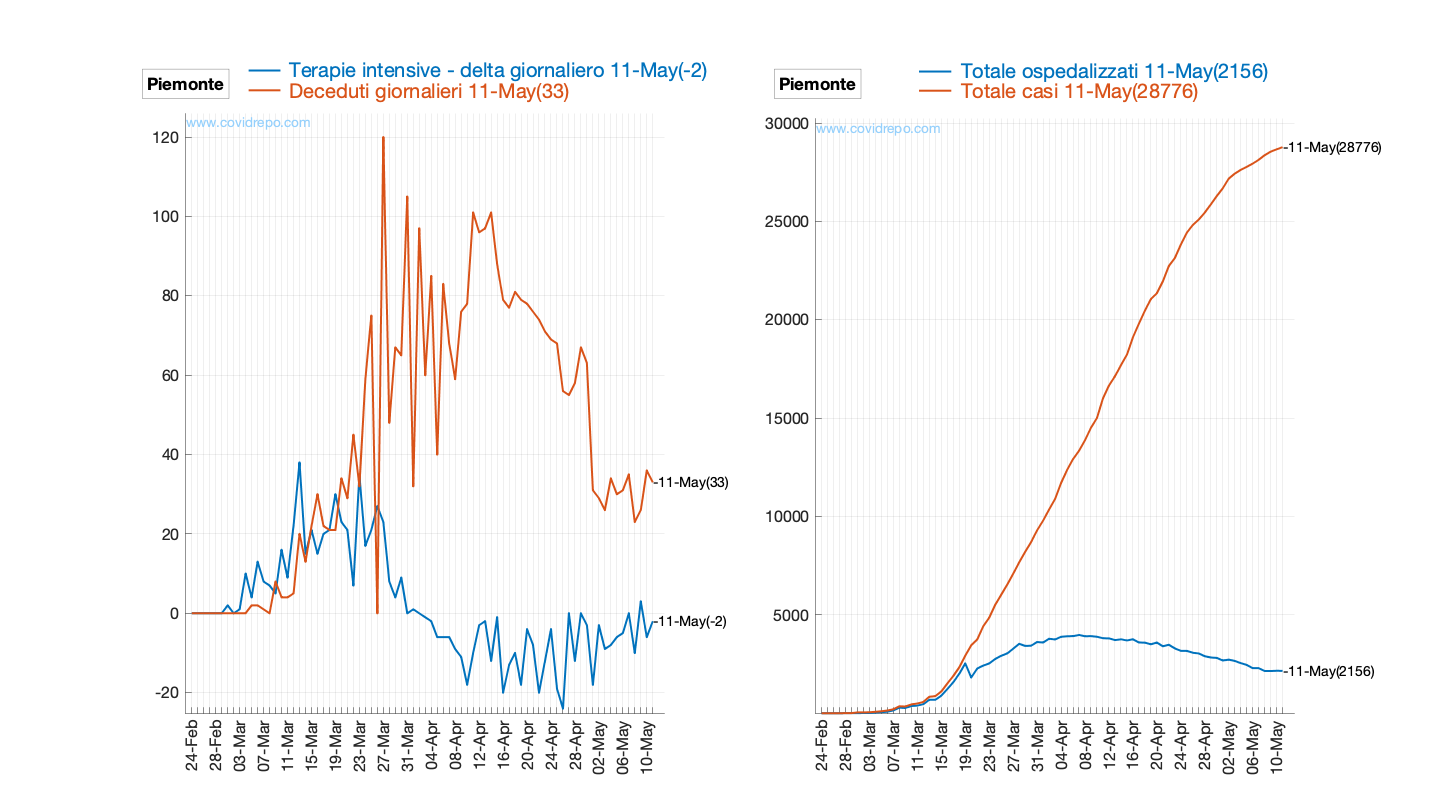 Piemonte
Terapie intensive - delta giornaliero 11-May(-2)
Deceduti giornalieri 11-May(33)
www.covidrepo.com
120
100
80
60
40
20
0
-20
-11-May(33)
-11-May(-2)
24-Feb
28-Feb
03-Mar
07-Mar
11-Mar
15-Mar
19-Mar
23-Mar
27-Mar
31-Mar
04-Apr
08-Apr
12-Apr
16-Apr
20-Apr
24-Apr
28-Apr
02-May
06-May
10-May
Piemonte
Totale ospedalizzati 11-May(2156)
Totale casi 11-May(28776)
www.covidrepo.com
30000
25000
20000
15000
10000
5000
-11-May(28776)
-11-May(2156)
24-Feb
28-Feb
03-Mar
07-Mar
11-Mar
15-Mar
19-Mar
23-Mar
27-Mar
31-Mar
04-Apr
08-Apr
12-Apr
16-Apr
20-Apr
24-Apr
28-Apr
02-May
06-May
10-May